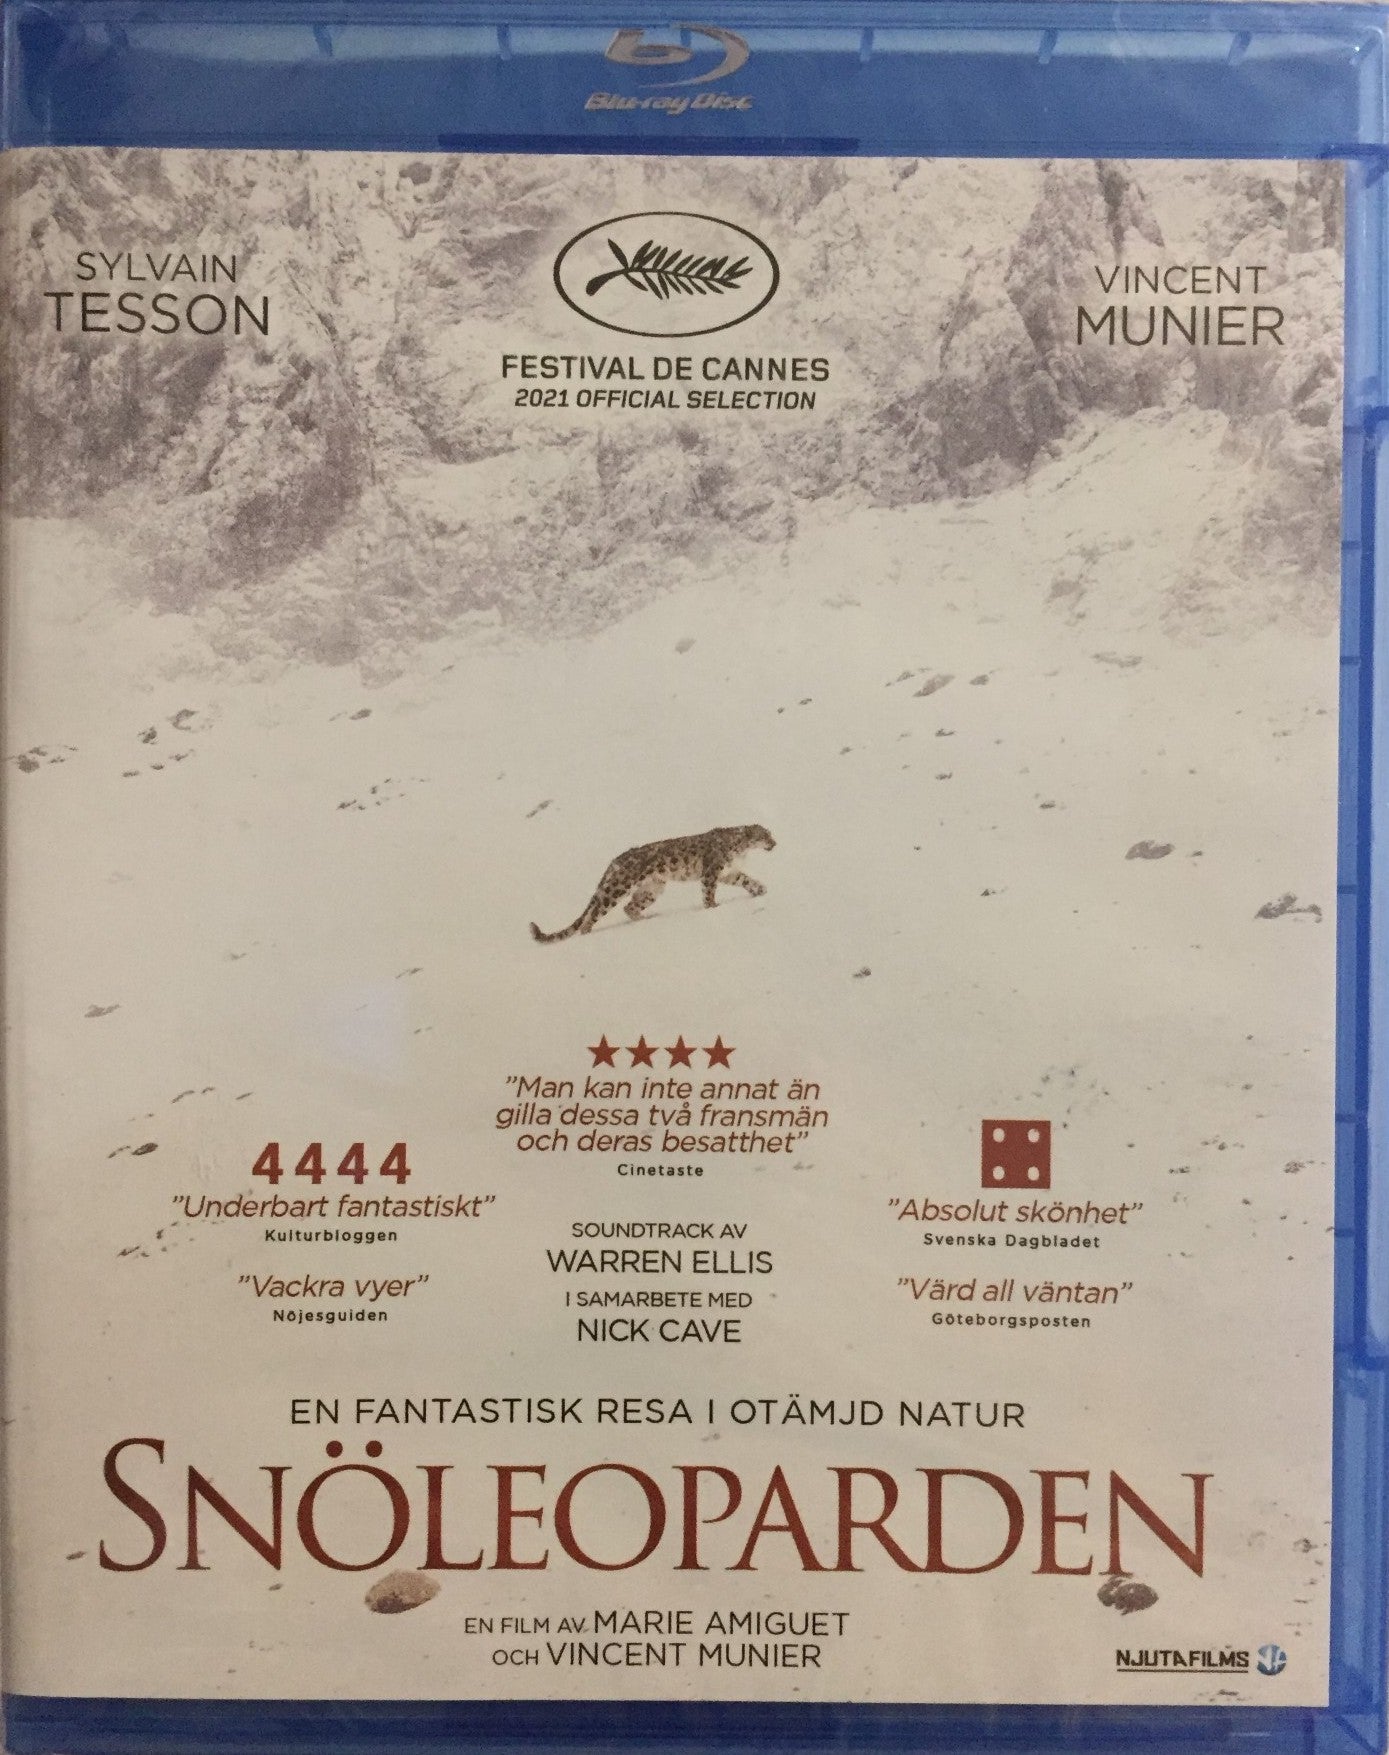 Blu-ray Disc
SYLVAIN
TESSON
VINCENT
MUNIER
FESTIVAL DE CANNES
2021 OFFICIAL SELECTION
★★★★
"Man kan inte annat än
gilla dessa två fransmän
och deras besatthet"
Cinetaste
4444
"Underbart fantastiskt"
Kulturbloggen
"Vackra vyer"
Nöjesguiden
SOUNDTRACK AV
WARREN ELLIS
I SAMARBETE MED
NICK CAVE
"Absolut skönhet"
Svenska Dagbladet
"Värd all väntan"
Göteborgsposten
EN FANTASTISK RESA I OTÄMJD NATUR
SNÖLEOPARDEN
EN FILM AV MARIE AMIGUET
OCH VINCENT MUNIER
NJUTAFILMS